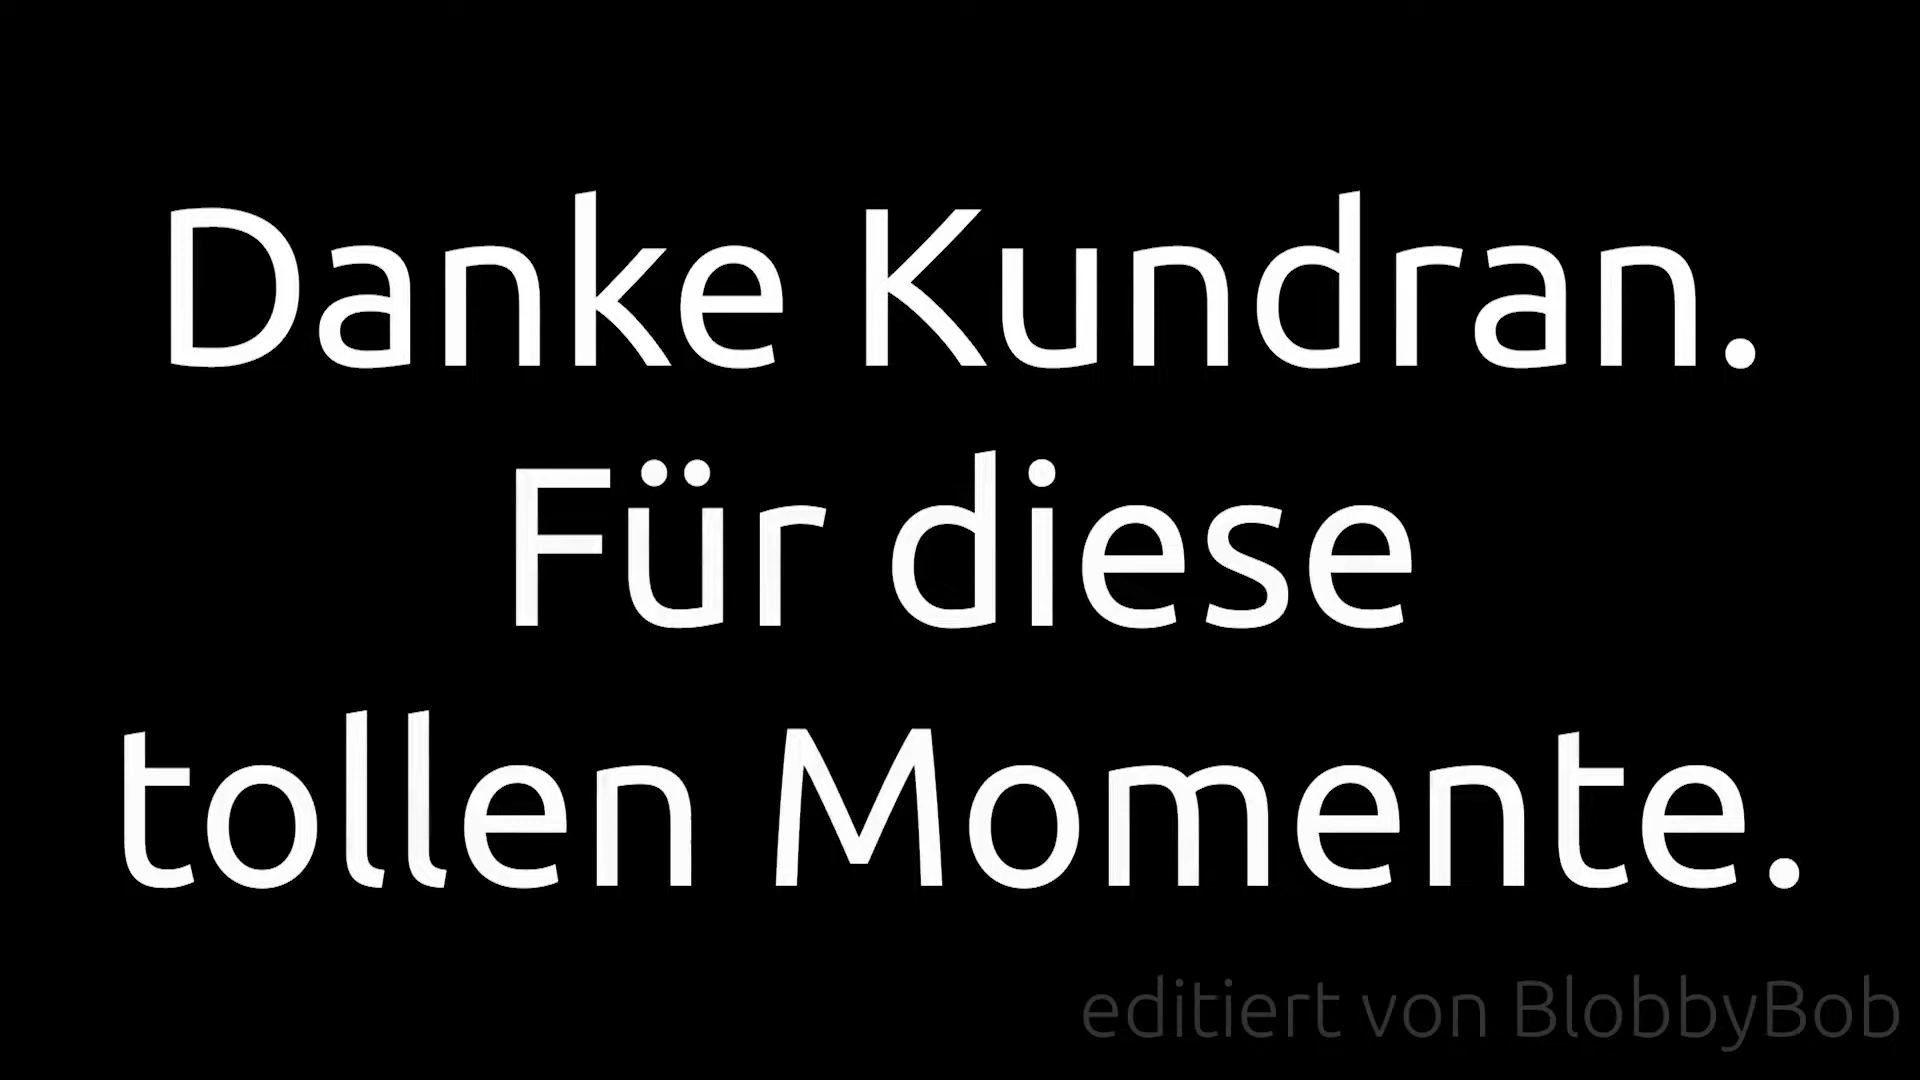 Danke Kundran.
Für diese
tollen Momente.
editiert von BlobbyBob